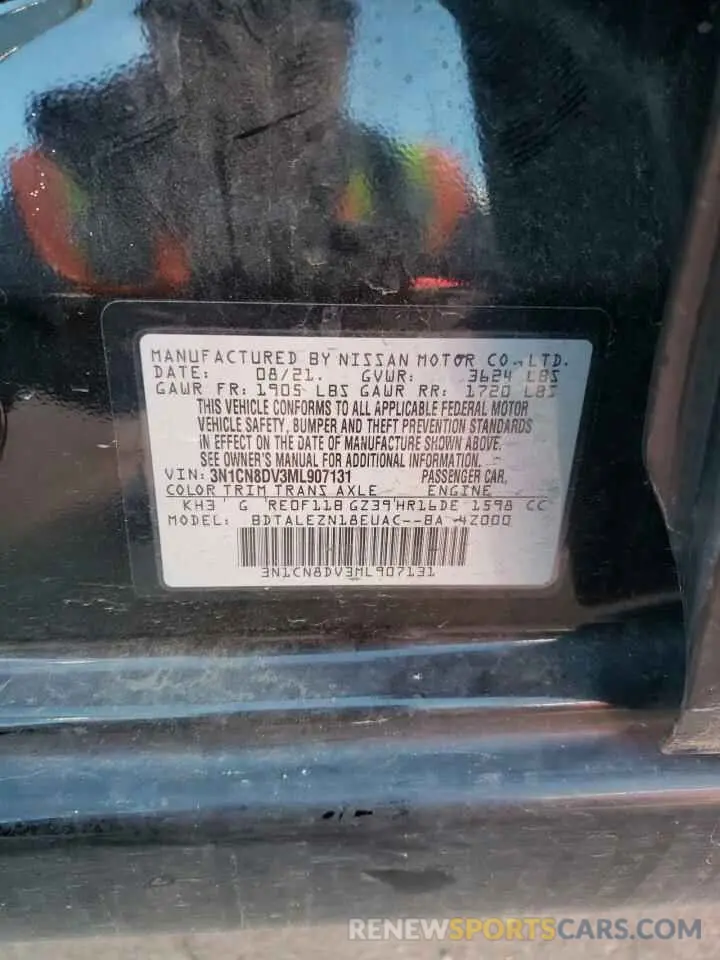 MANUFACTURED BY NISSAN MOTOR CO., LTD.
DATE: 08/21. GVWR: 3624 LBS
GAWR FR: 1905 LBS GAWR RR: 1720 LBS
THIS VEHICLE CONFORMS TO ALL APPLICABLE FEDERAL MOTOR
VEHICLE SAFETY, BUMPER AND THEFT PREVENTION STANDARDS
IN EFFECT ON THE DATE OF MANUFACTURE SHOWN ABOVE.
SEE OWNER'S MANUAL FOR ADDITIONAL INFORMATION.
VIN: 3N1CN8DV3ML907131 PASSENGER CAR,
COLOR TRIM TRANS AXLE ENGINE
KH3' G 'RE0F11B GZ39'HR16DE 1598 CC
MODEL: BDTALEZN18EUAC--BA 4Z000
3N1CN8DV3ML907131
RENEWSPORTSCARS.COM